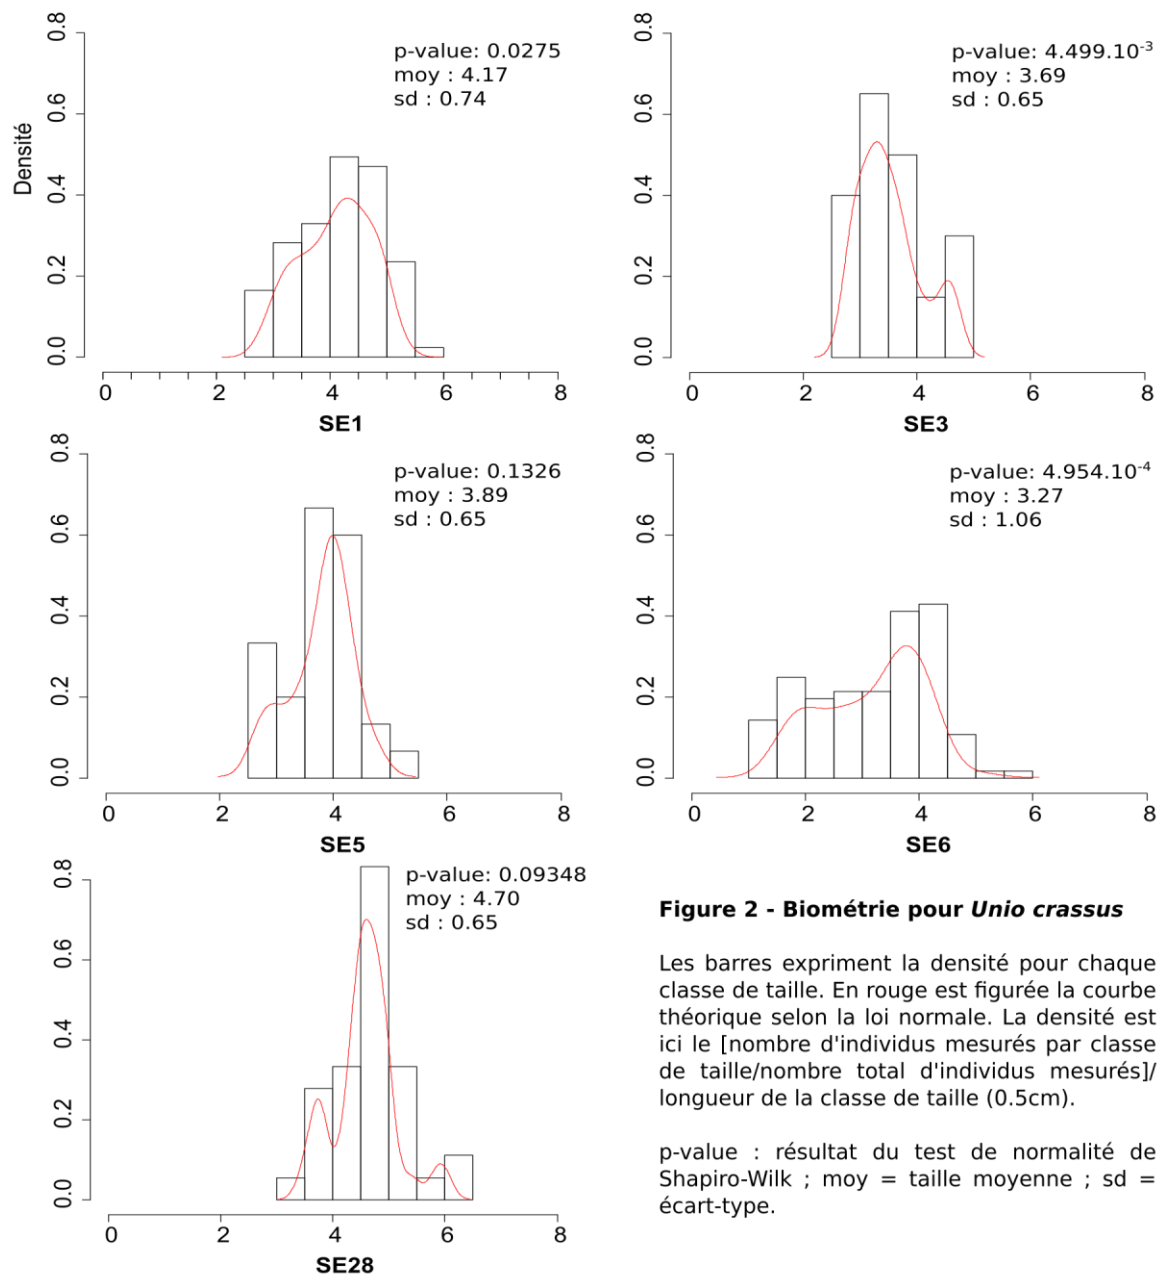 Densité
0.0
0.2
0.4
0.6
0.8
p-value: 0.0275
moy : 4.17
sd : 0.74
0 2 4 6 8
SE1
0.0
0.2
0.4
0.6
0.8
p-value: 4.499.10⁻³
moy : 3.69
sd : 0.65
0 2 4 6 8
SE3
0.0
0.2
0.4
0.6
0.8
p-value: 0.1326
moy : 3.89
sd : 0.65
0 2 4 6 8
SE5
0.0
0.2
0.4
0.6
0.8
p-value: 4.954.10⁻⁴
moy : 3.27
sd : 1.06
0 2 4 6 8
SE6
0.0
0.2
0.4
0.6
0.8
p-value: 0.09348
moy : 4.70
sd : 0.65
0 2 4 6 8
SE28
Figure 2 - Biométrie pour Unio crassus
Les barres expriment la densité pour chaque
classe de taille. En rouge est figurée la courbe
théorique selon la loi normale. La densité est
ici le [nombre d'individus mesurés par classe
de taille/nombre total d'individus mesurés]/
longueur de la classe de taille (0.5cm).
p-value : résultat du test de normalité de
Shapiro-Wilk ; moy = taille moyenne ; sd =
écart-type.